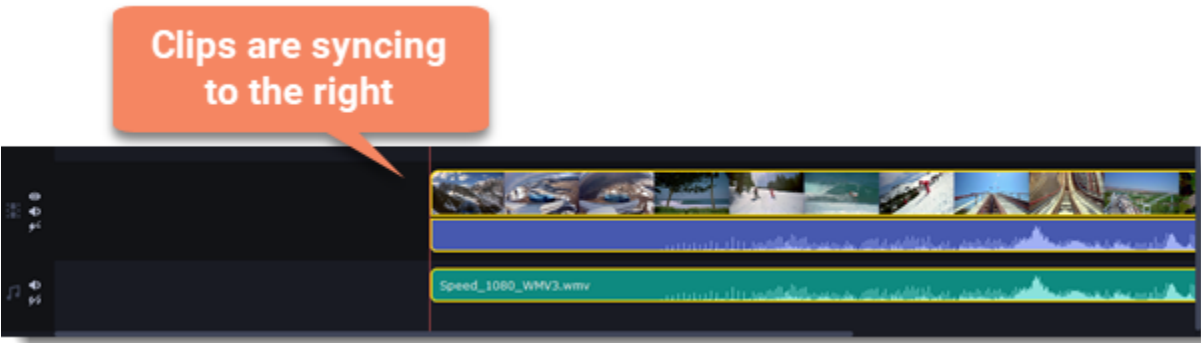 Clips are syncing
to the right
Speed_1080_WMV3.wmv